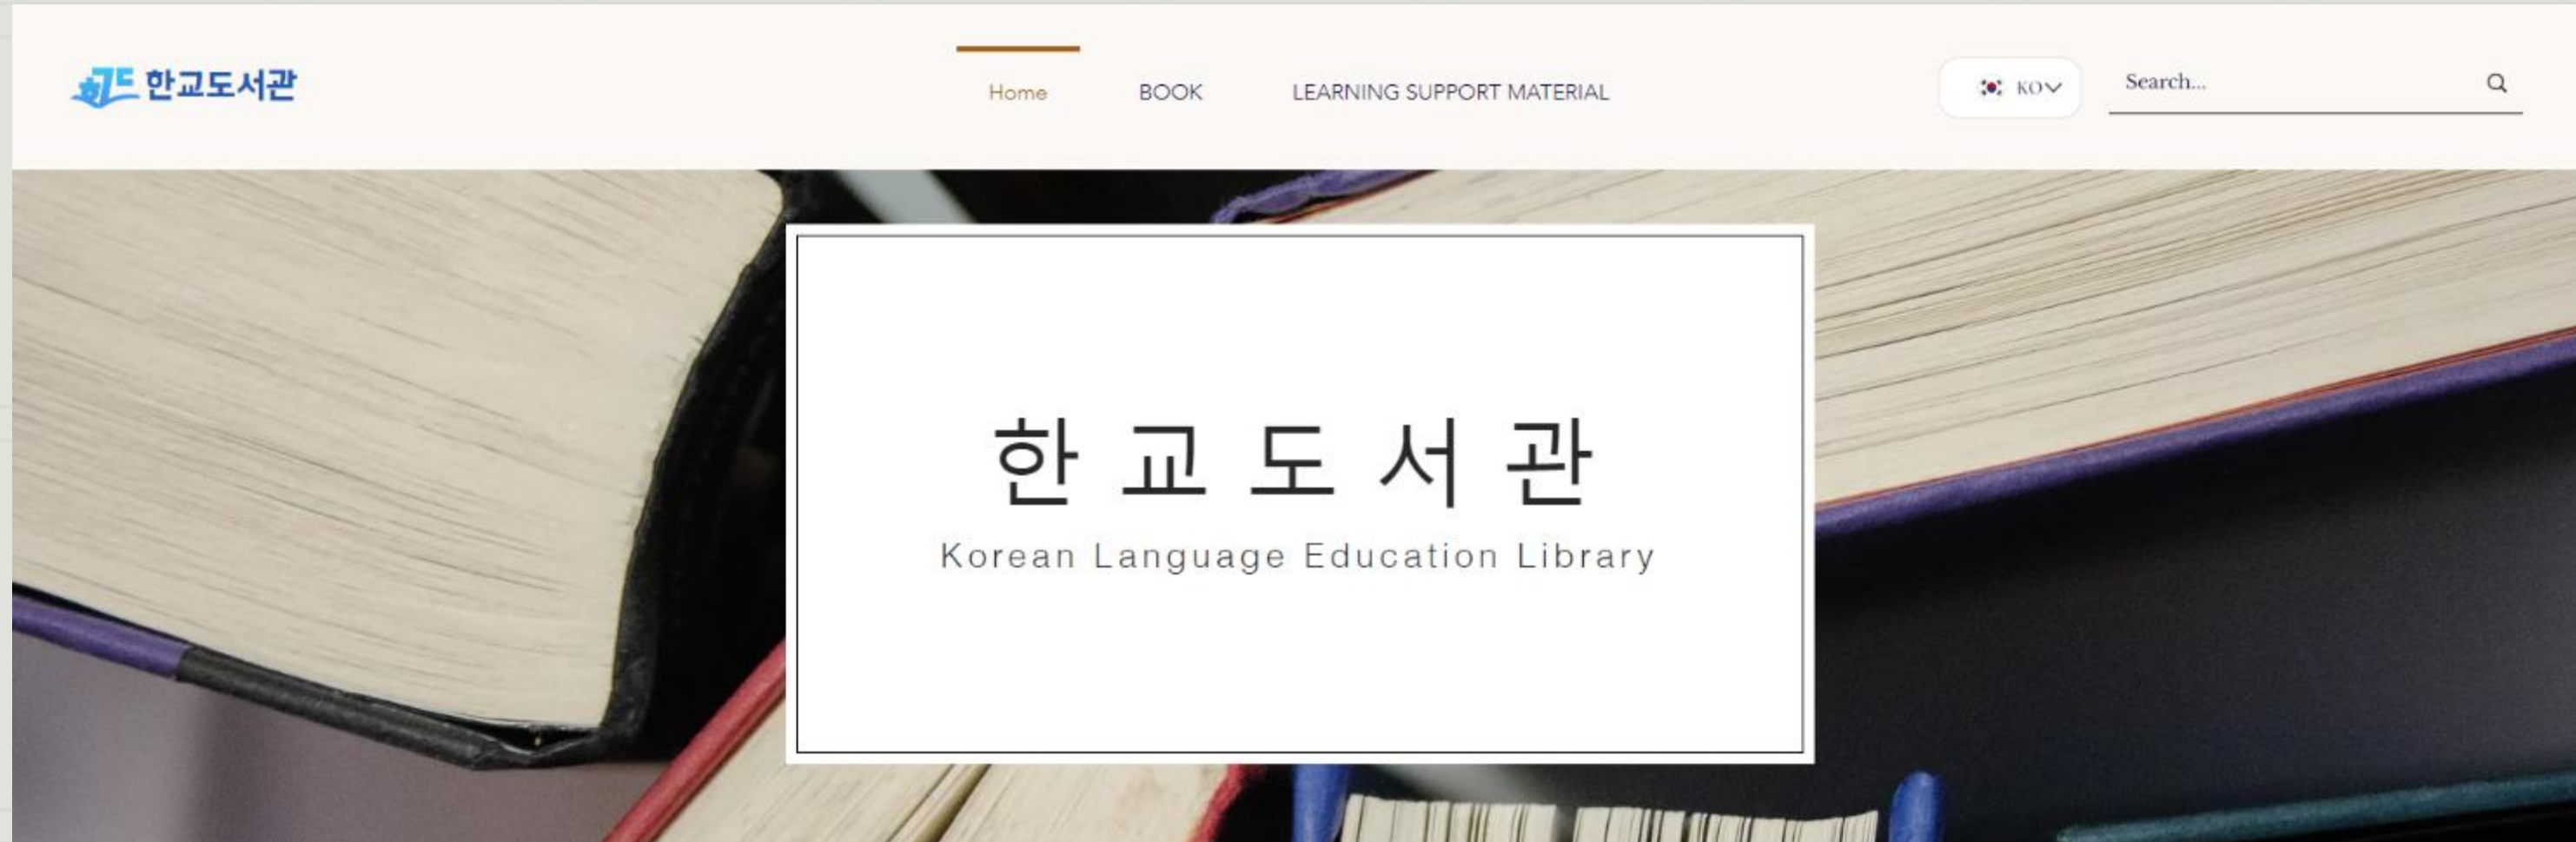 한교도서관
Home
BOOK
LEARNING SUPPORT MATERIAL
KO
Search...
한교도서관
Korean Language Education Library